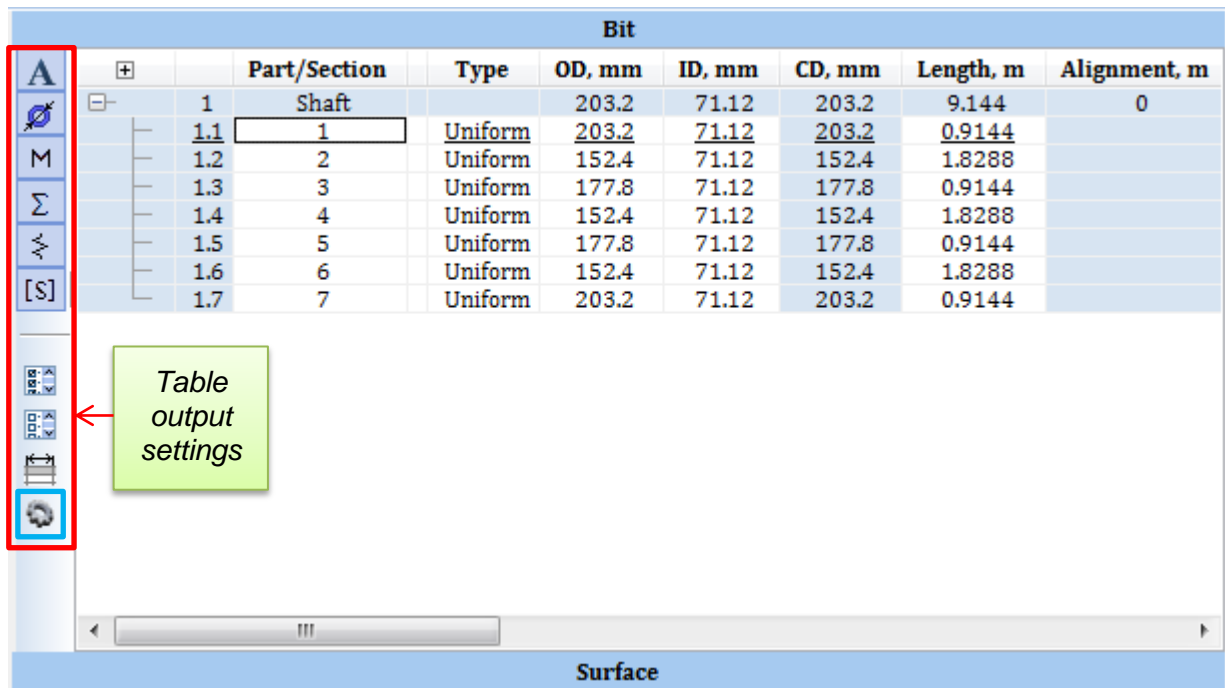 Bit
Part/Section Type OD, mm ID, mm CD, mm Length, m Alignment, m
1 Shaft 203.2 71.12 203.2 9.144 0
1.1 1 Uniform 203.2 71.12 203.2 0.9144
1.2 2 Uniform 152.4 71.12 152.4 1.8288
1.3 3 Uniform 177.8 71.12 177.8 0.9144
1.4 4 Uniform 152.4 71.12 152.4 1.8288
1.5 5 Uniform 177.8 71.12 177.8 0.9144
1.6 6 Uniform 152.4 71.12 152.4 1.8288
1.7 7 Uniform 203.2 71.12 203.2 0.9144
A
M
Σ
[S]
Table
output
settings
Surface